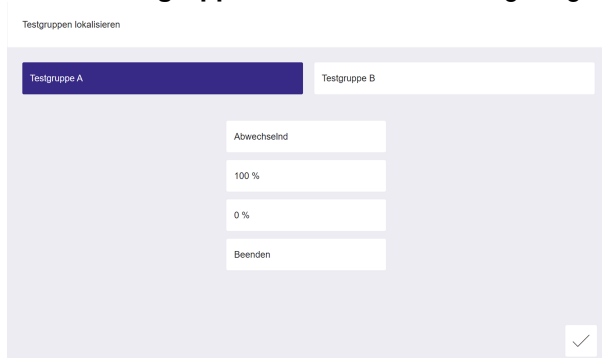 Testgruppen lokalisieren
Testgruppe A
Testgruppe B
Abwechselnd
100 %
0 %
Beenden